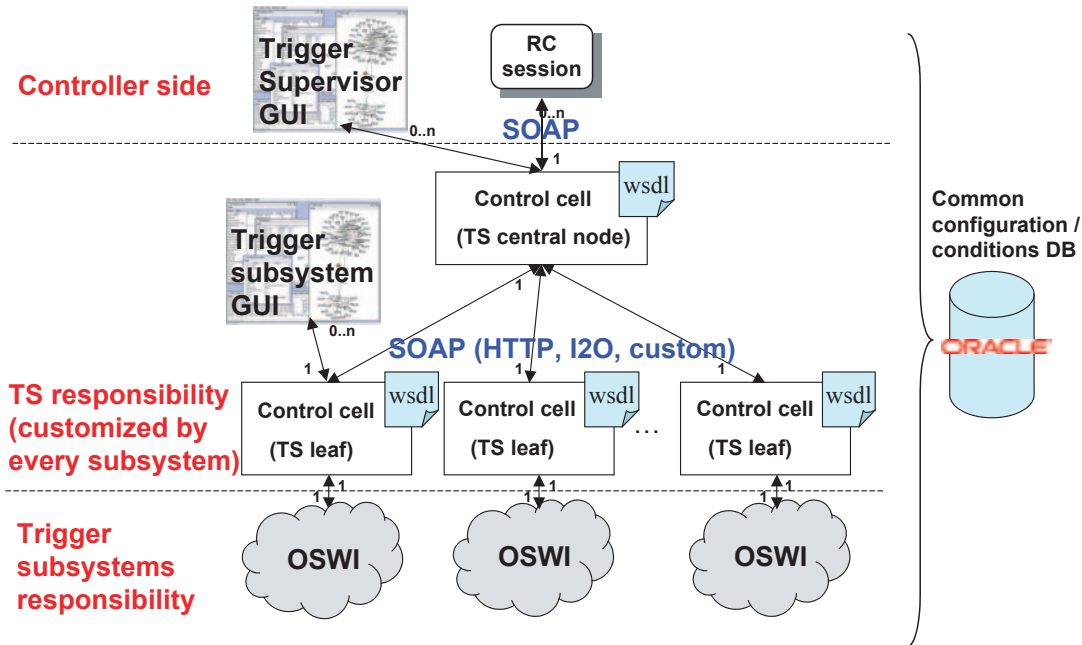 Trigger
Supervisor
GUI
RC
session
Controller side
0..n
0..n
SOAP
1
Control cell
(TS central node)
wsdl
Common
configuration /
conditions DB
ORACLE
Trigger
subsystem
GUI
1
0..n
SOAP (HTTP, I2O, custom)
1
1
1
TS responsibility
(customized by
every subsystem)
Control cell
(TS leaf)
wsdl
Control cell
(TS leaf)
wsdl
...
Control cell
(TS leaf)
wsdl
1
1
1
1
1
1
Trigger
subsystems
responsibility
OSWI
OSWI
OSWI